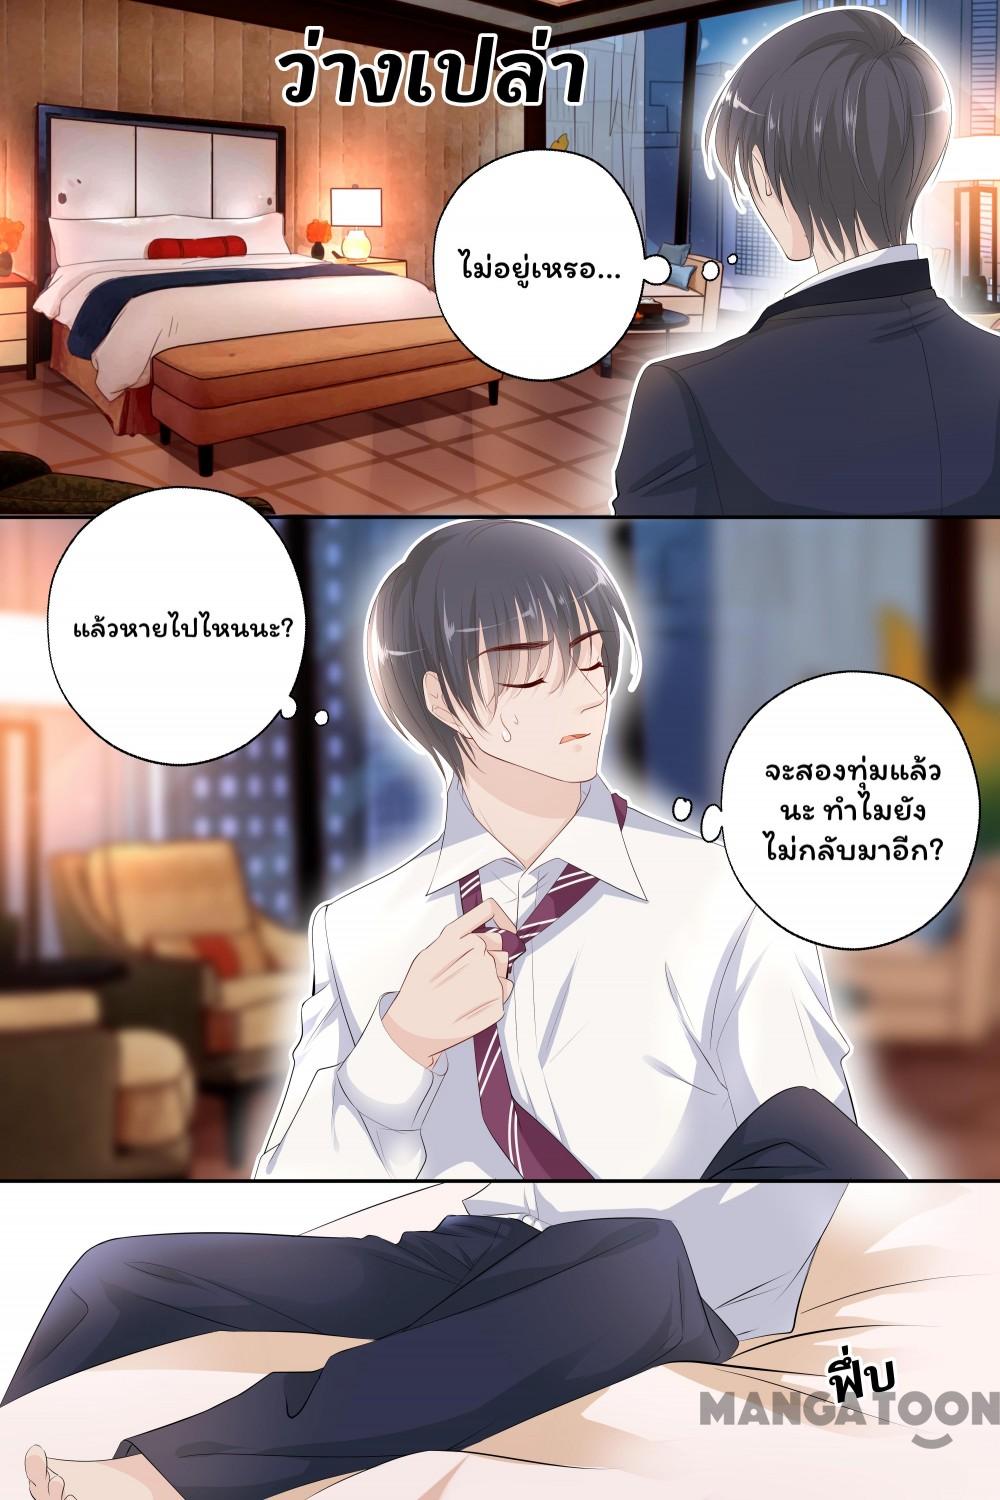 ว่างเปล่า
ไม่อยู่เหรอ...
แล้วหายไปไหนนะ?
จะสองทุ่มแล้ว
นะ ทำไมยัง
ไม่กลับมาอีก?
ฟึ่บ
MANGATOON